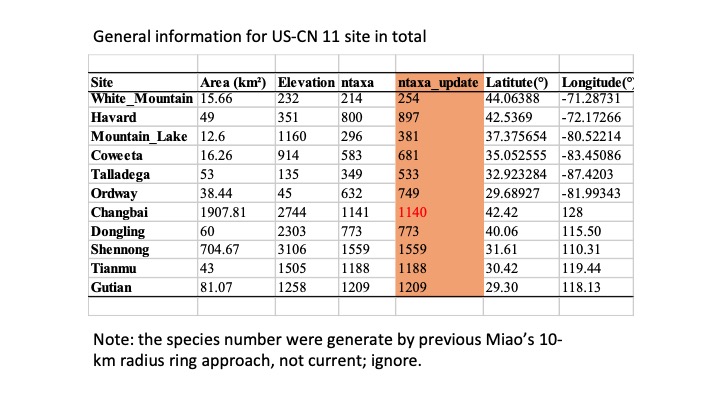 General information for US-CN 11 site in total
Site Area (km²) Elevation ntaxa ntaxa_update Latitute(°) Longitude(°)
White_Mountain 15.66 232 214 254 44.06388 -71.28731
Havard 49 351 800 897 42.5369 -72.17266
Mountain_Lake 12.6 1160 296 381 37.375654 -80.52214
Coweeta 16.26 914 583 681 35.052555 -83.45086
Talladega 53 135 349 533 32.923284 -87.4203
Ordway 38.44 45 632 749 29.68927 -81.99343
Changbai 1907.81 2744 1141 1140 42.42 128
Dongling 60 2303 773 773 40.06 115.50
Shennong 704.67 3106 1559 1559 31.61 110.31
Tianmu 43 1505 1188 1188 30.42 119.44
Gutian 81.07 1258 1209 1209 29.30 118.13
Note: the species number were generate by previous Miao’s 10-
km radius ring approach, not current; ignore.